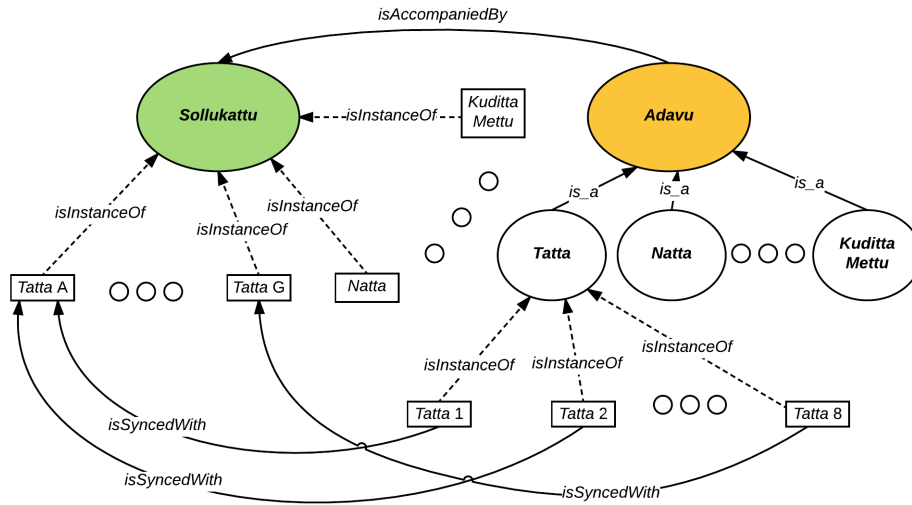 isAccompaniedBy
Sollukattu
isInstanceOf
Kuditta
Mettu
Adavu
is_a
is_a
is_a
isInstanceOf
isInstanceOf
isInstanceOf
Tatta
Natta
Kuditta
Mettu
Tatta A
Tatta G
Natta
isInstanceOf
isInstanceOf
isInstanceOf
Tatta 1
Tatta 2
Tatta 8
isSyncedWith
isSyncedWith
isSyncedWith